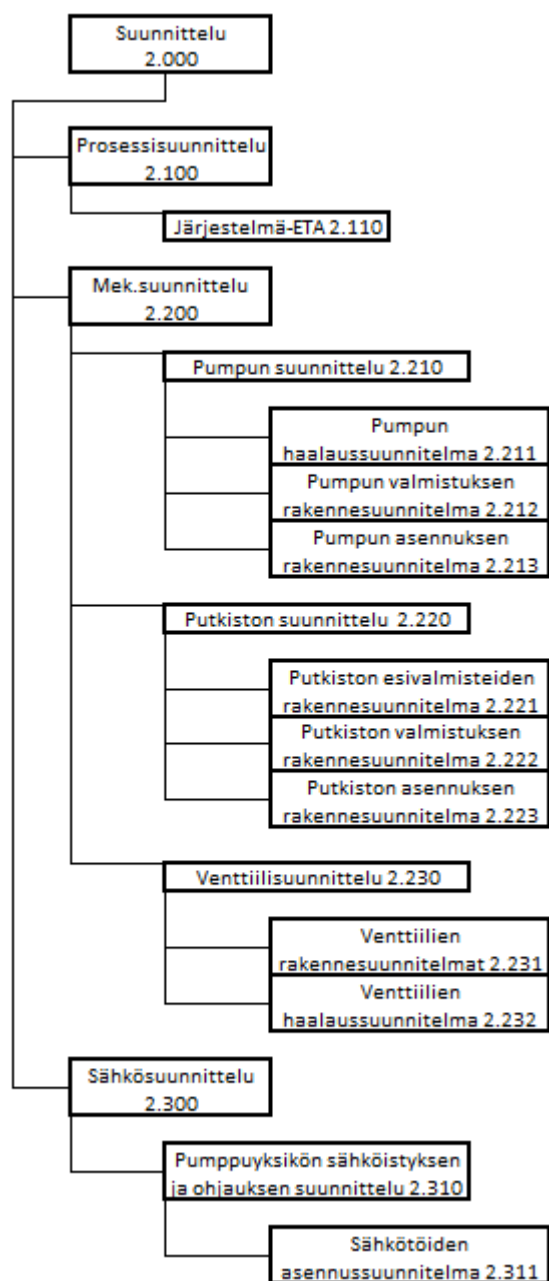 Suunnittelu
2.000
Prosessisuunnittelu
2.100
Järjestelmä-ETA 2.110
Mek.suunnittelu
2.200
Pumpun suunnittelu 2.210
Pumpun
haalaussuunnitelma 2.211
Pumpun valmistuksen
rakennesuunnitelma 2.212
Pumpun asennuksen
rakennesuunnitelma 2.213
Putkiston suunnittelu 2.220
Putkiston esivalmisteiden
rakennesuunnitelma 2.221
Putkiston valmistuksen
rakennesuunnitelma 2.222
Putkiston asennuksen
rakennesuunnitelma 2.223
Venttiilisuunnittelu 2.230
Venttiilien
rakennesuunnitelmat 2.231
Venttiilien
haalaussuunnitelma 2.232
Sähkösuunnittelu
2.300
Pumppuyksikön sähköistyksen
ja ohjauksen suunnittelu 2.310
Sähkötöiden
asennussuunnitelma 2.311